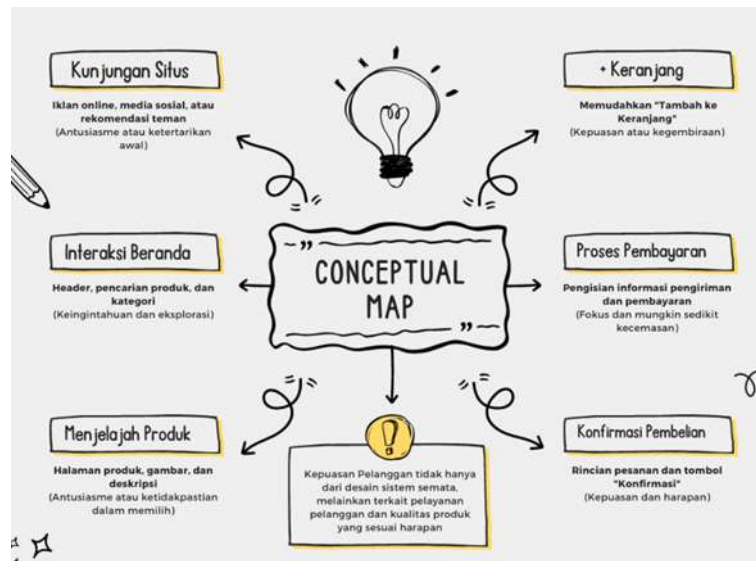 Kunjungan Situs
Iklan online, media sosial, atau
rekomendasi teman
(Antusiasme atau ketertarikan
awal)
Interaksi Beranda
Header, pencarian produk, dan
kategori
(Keingintahuan dan eksplorasi)
Menjelajah Produk
Halaman produk, gambar, dan
deskripsi
(Antusiasme atau ketidakpastian
dalam memilih)
CONCEPTUAL
MAP
Kepuasan Pelanggan tidak hanya
dari desain sistem semata,
melainkan terkait pelayanan
pelanggan dan kualitas produk
yang sesuai harapan
+ Keranjang
Memudahkan "Tambah ke
Keranjang"
(Kepuasan atau kegembiraan)
Proses Pembayaran
Pengisian informasi pengiriman
dan pembayaran
(Fokus dan mungkin sedikit
kecemasan)
Konfirmasi Pembelian
Rincian pesanan dan tombol
"Konfirmasi"
(Kepuasan dan harapan)